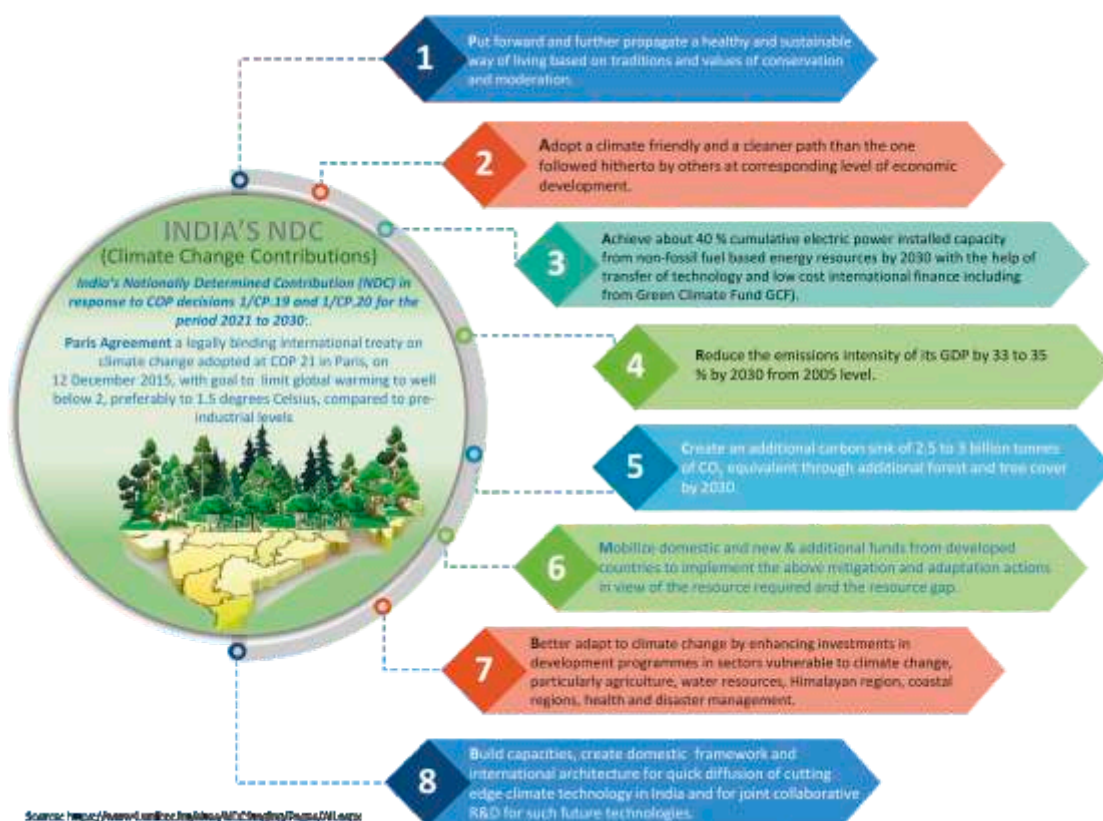 1
Put forward and further propagate a healthy and sustainable
way of living based on traditions and values of conservation
and moderation.
2
Adopt a climate friendly and a cleaner path than the one
followed hitherto by others at corresponding level of economic
development.
INDIA'S NDC
(Climate Change Contributions)
India's Nationally Determined Contribution (NDC) in
response to COP decisions 1/CP.19 and 1/CP.20 for the
period 2021 to 2030:.
Paris Agreement a legally binding international treaty on
climate change adopted at COP 21 in Paris, on
12 December 2015, with goal to limit global warming to well
below 2, preferably to 1.5 degrees Celsius, compared to pre-
industrial levels
3
Achieve about 40 % cumulative electric power installed capacity
from non-fossil fuel based energy resources by 2030 with the help of
transfer of technology and low cost international finance including
from Green Climate Fund GCF).
4
Reduce the emissions intensity of its GDP by 33 to 35
% by 2030 from 2005 level.
5
Create an additional carbon sink of 2.5 to 3 billion tonnes
of CO₂ equivalent through additional forest and tree cover
by 2030.
6
Mobilize domestic and new & additional funds from developed
countries to implement the above mitigation and adaptation actions
in view of the resource required and the resource gap.
7
Better adapt to climate change by enhancing investments in
development programmes in sectors vulnerable to climate change,
particularly agriculture, water resources, Himalayan region, coastal
regions, health and disaster management.
8
Build capacities, create domestic framework and
international architecture for quick diffusion of cutting
edge climate technology in India and for joint collaborative
R&D for such future technologies.
Source: